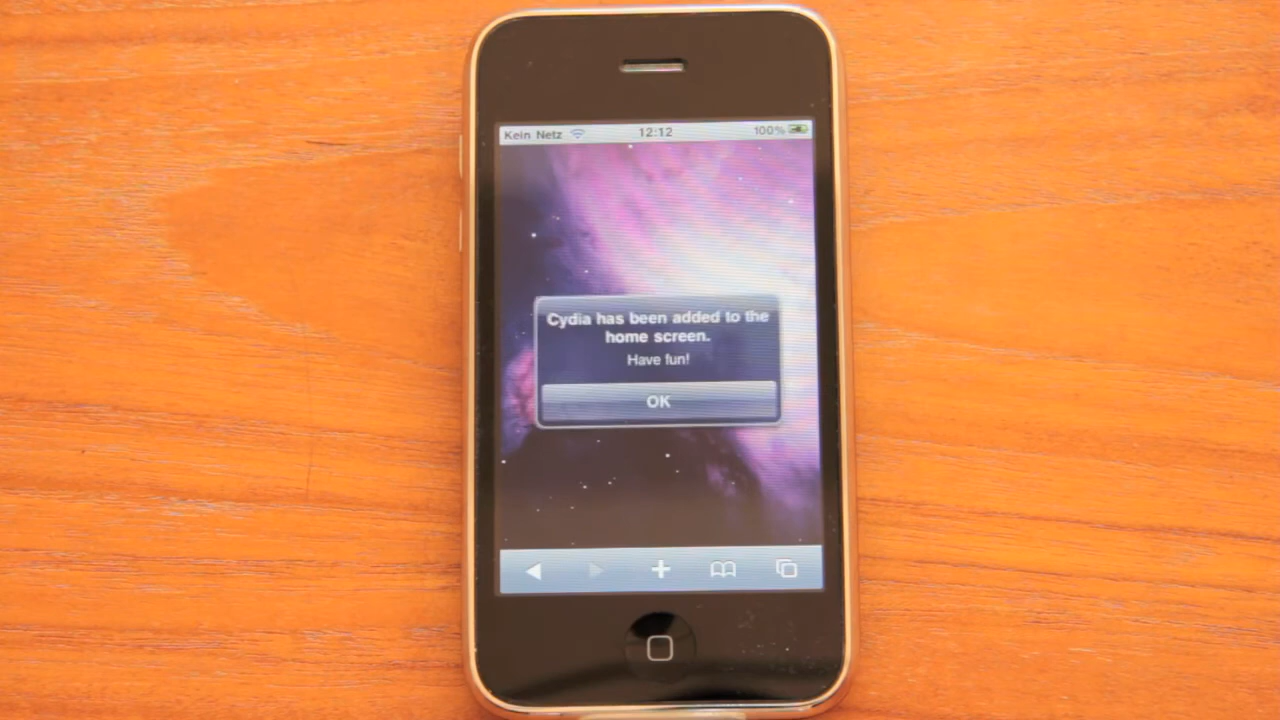 Kein Netz 12:12 100%
Cydia has been added to the
home screen.
Have fun!
OK